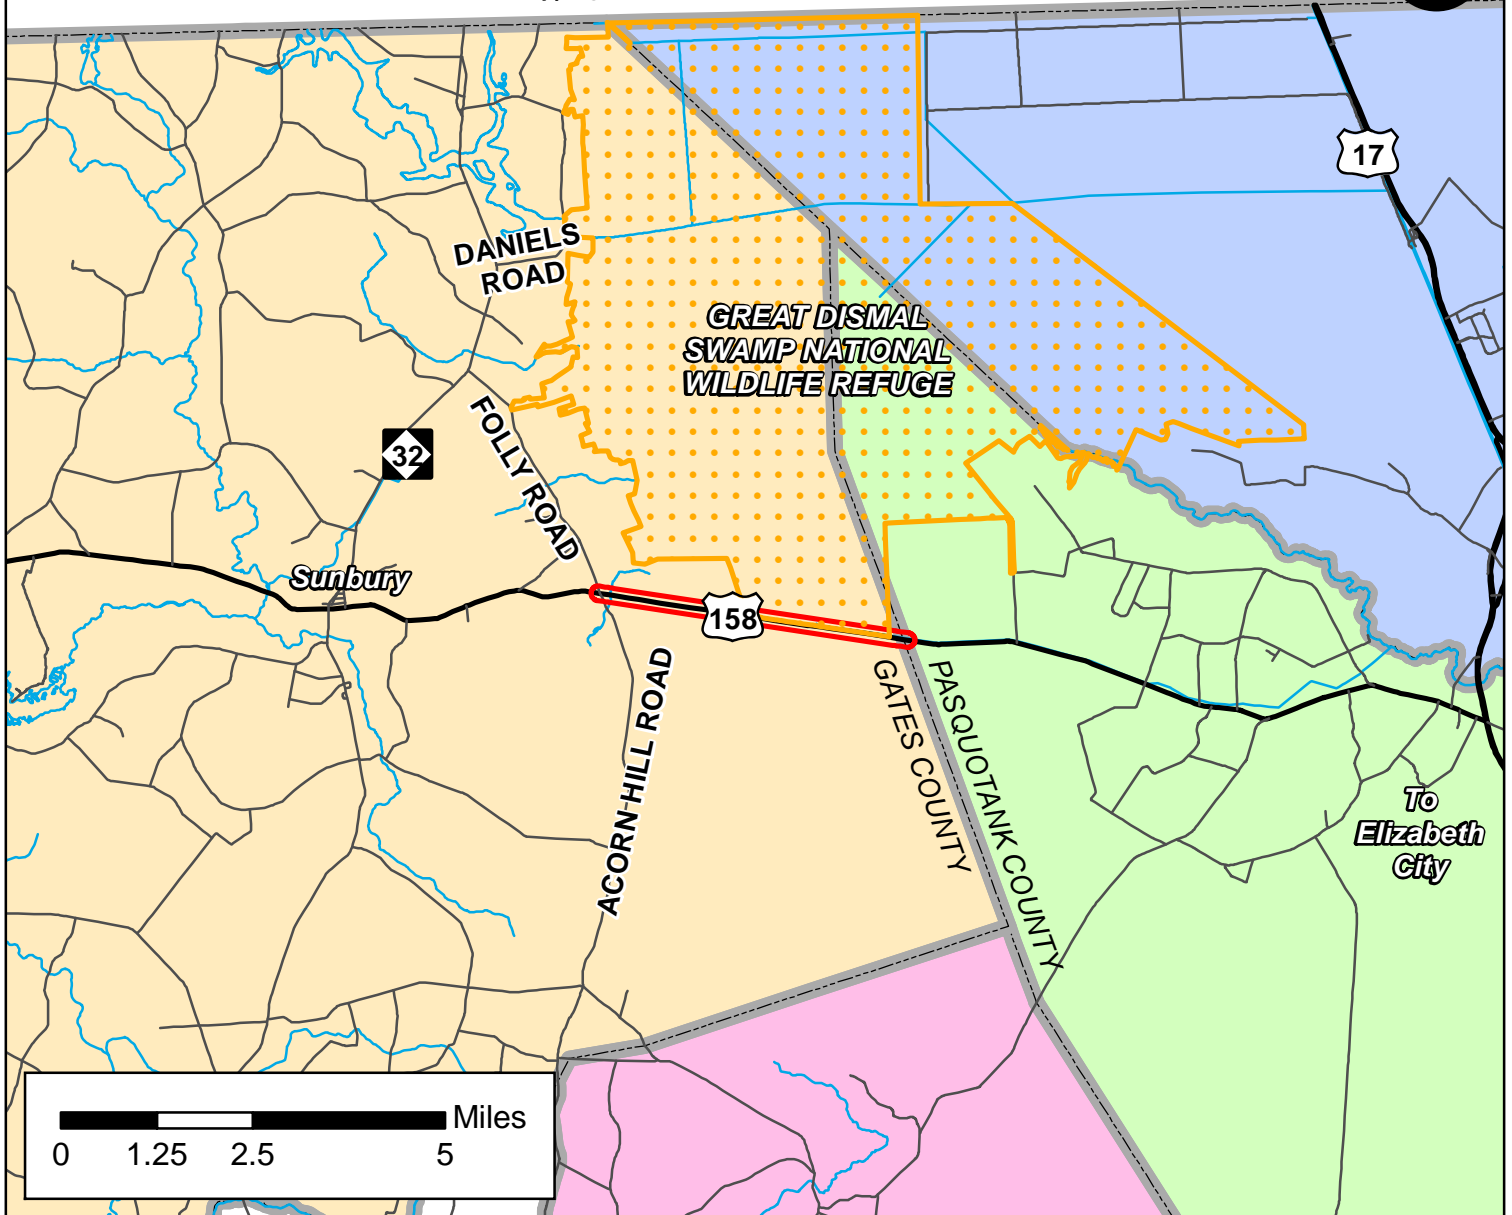 17
DANIELS
ROAD
GREAT DISMAL
SWAMP NATIONAL
WILDLIFE REFUGE
32
FOLLY ROAD
Sunbury
158
ACORN HILL ROAD
GATES COUNTY
PASQUOTANK COUNTY
To
Elizabeth
City
Miles
0 1.25 2.5 5